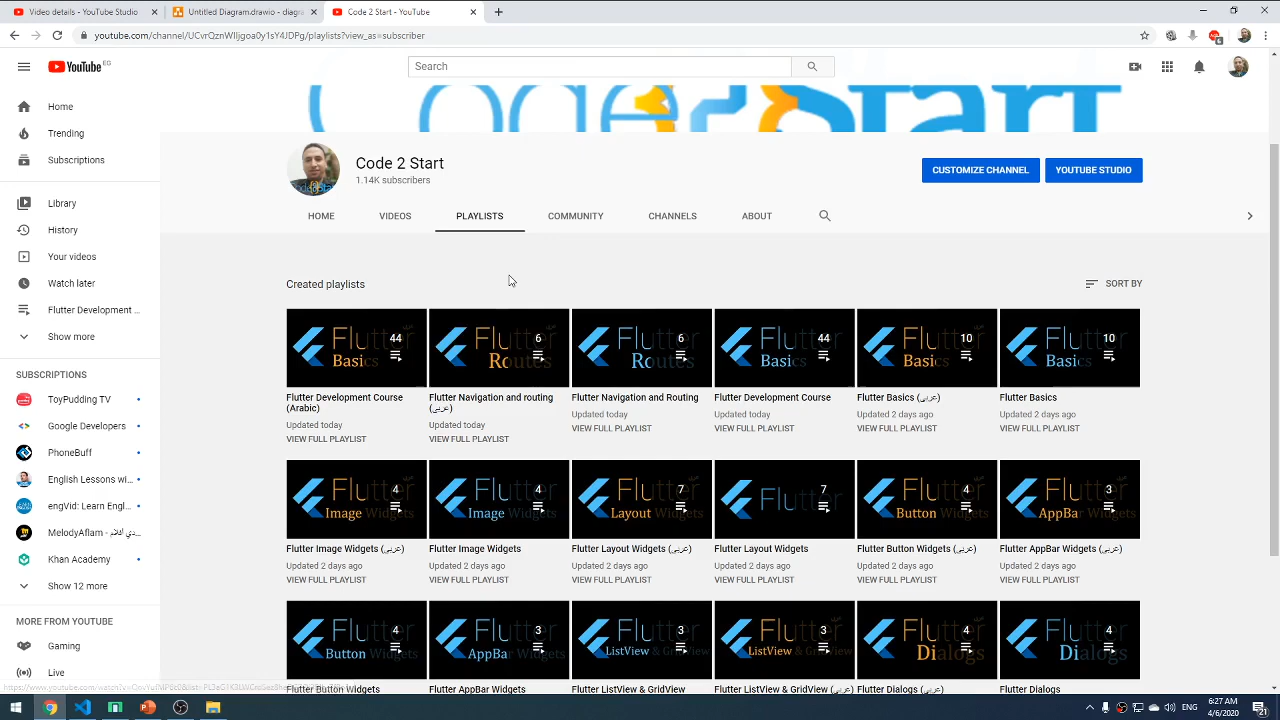 Video details - YouTube Studio
Untitled Diagram.drawio - diagra
Code 2 Start - YouTube
youtube.com/channel/UCvrQznWIIjgoa0y1sY4JDPg/playlists?view_as=subscriber
YouTube EG
Search
Home
Trending
Subscriptions
Library
History
Your videos
Watch later
Flutter Development ...
Show more
SUBSCRIPTIONS
ToyPudding TV
Google Developers
PhoneBuff
English Lessons wi...
engVid: Learn Engl...
MelodyAflam - ...
Khan Academy
Show 12 more
MORE FROM YOUTUBE
Gaming
Live
Code 2 Start
Code 2 Start
1.14K subscribers
CUSTOMIZE CHANNEL
YOUTUBE STUDIO
HOME
VIDEOS
PLAYLISTS
COMMUNITY
CHANNELS
ABOUT
Created playlists
SORT BY
Flutter Basics 44
Flutter Routes 6
Flutter Routes 6
Flutter Basics 44
Flutter Basics 10
Flutter Basics 10
Flutter Development Course (Arabic)
Updated today
VIEW FULL PLAYLIST
Flutter Navigation and routing (عربي)
Updated today
VIEW FULL PLAYLIST
Flutter Navigation and Routing
Updated today
VIEW FULL PLAYLIST
Flutter Development Course
Updated today
VIEW FULL PLAYLIST
Flutter Basics (عربي)
Updated 2 days ago
VIEW FULL PLAYLIST
Flutter Basics
Updated 2 days ago
VIEW FULL PLAYLIST
Flutter Image Widgets 4
Flutter Image Widgets 4
Flutter Layout Widgets 7
Flutter 7
Flutter Button Widgets 4
Flutter AppBar Widgets 3
Flutter Image Widgets (عربي)
Updated 2 days ago
VIEW FULL PLAYLIST
Flutter Image Widgets
Updated 2 days ago
VIEW FULL PLAYLIST
Flutter Layout Widgets (عربي)
Updated 2 days ago
VIEW FULL PLAYLIST
Flutter Layout Widgets
Updated 2 days ago
VIEW FULL PLAYLIST
Flutter Button Widgets (عربي)
Updated 2 days ago
VIEW FULL PLAYLIST
Flutter AppBar Widgets (عربي)
Updated 2 days ago
VIEW FULL PLAYLIST
Flutter Button Widgets 4
Flutter AppBar Widgets 3
Flutter ListView & GridView 3
Flutter ListView & GridView 3
Flutter Dialogs 4
Flutter Dialogs 4
Flutter Button Widgets
Flutter AppBar Widgets
Flutter ListView & GridView
Flutter ListView & GridView (عربي)
Flutter Dialogs (عربي)
Flutter Dialogs
ENG
6:27 AM
4/6/2020
21